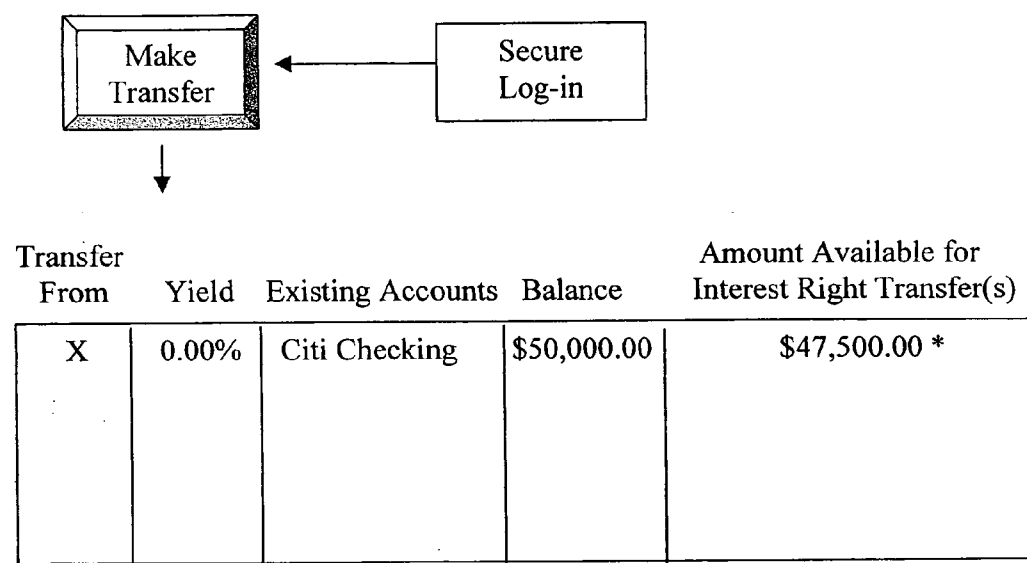 Make
Transfer
Secure
Log-in
Transfer
From
Yield
Existing Accounts
Balance
Amount Available for
Interest Right Transfer(s)
X
0.00%
Citi Checking
$50,000.00
$47,500.00 *